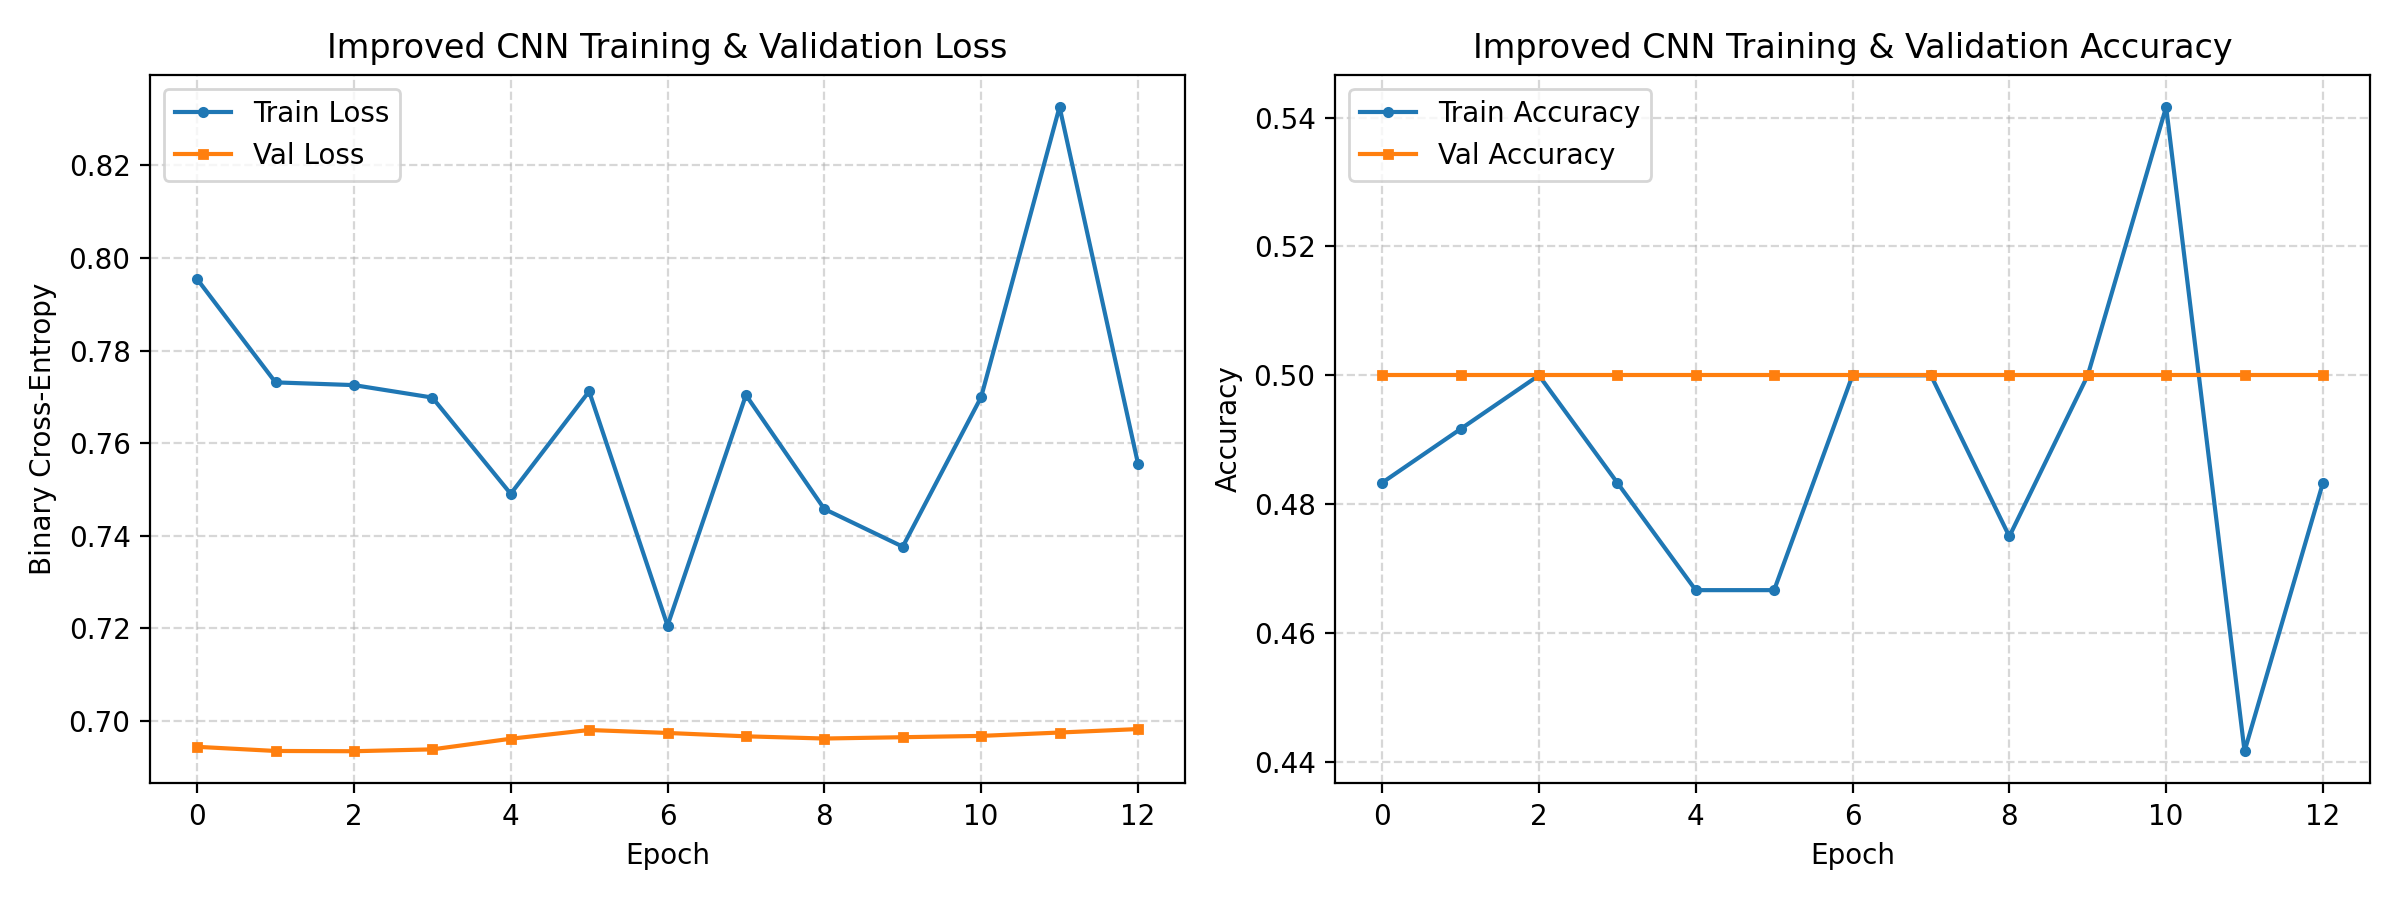 Improved CNN Training & Validation Loss
Train Loss
Val Loss
0.82
0.80
0.78
0.76
0.74
0.72
0.70
Binary Cross-Entropy
0 2 4 6 8 10 12
Epoch
Improved CNN Training & Validation Accuracy
Train Accuracy
Val Accuracy
0.54
0.52
0.50
0.48
0.46
0.44
Accuracy
0 2 4 6 8 10 12
Epoch